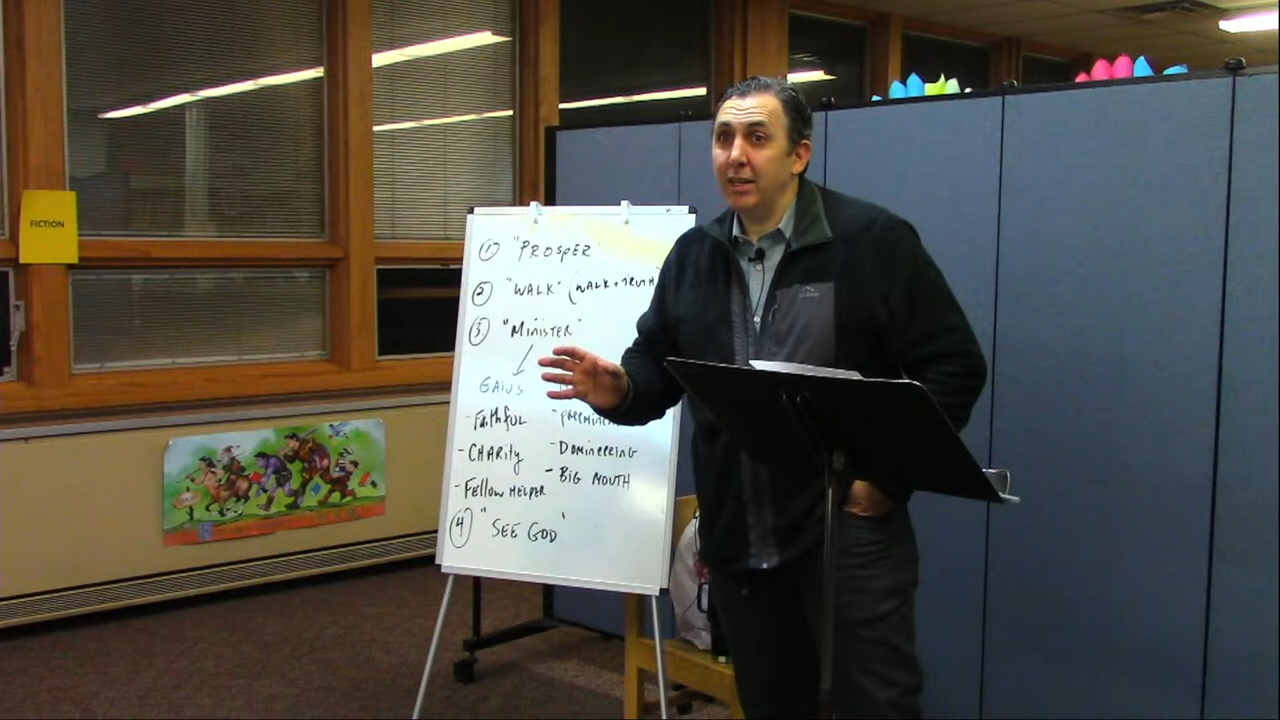 FICTION
1. "PROSPER"
2. "WALK" (WALK + TRUTH
3. "MINISTER"
GAIUS
- Faithful
- CHARITY - DOMINEERING
- FELLOW HELPER - BIG MOUTH
4 "SEE GOD"